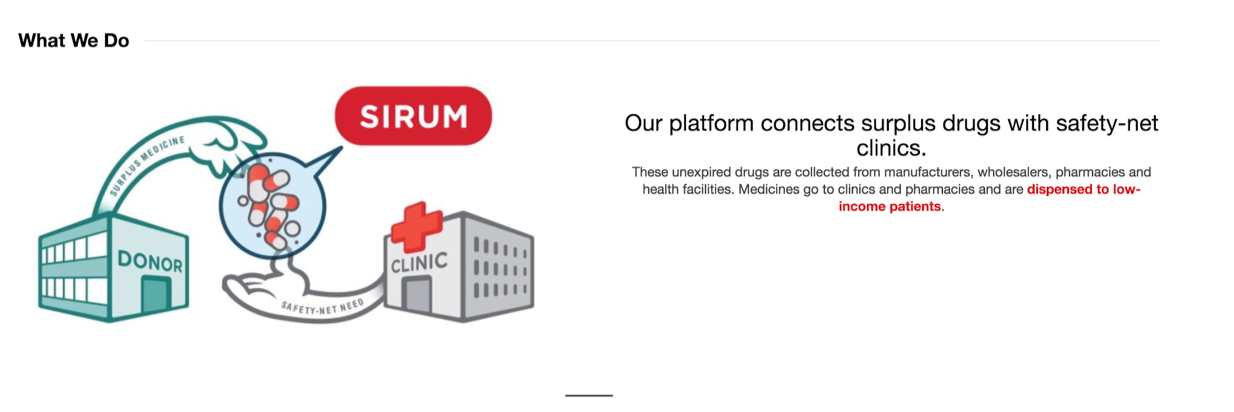 What We Do
SIRUM
SURPLUS MEDICINE
DONOR
CLINIC
SAFETY-NET NEED
Our platform connects surplus drugs with safety-net
clinics.
These unexpired drugs are collected from manufacturers, wholesalers, pharmacies and
health facilities. Medicines go to clinics and pharmacies and are dispensed to low-
income patients.